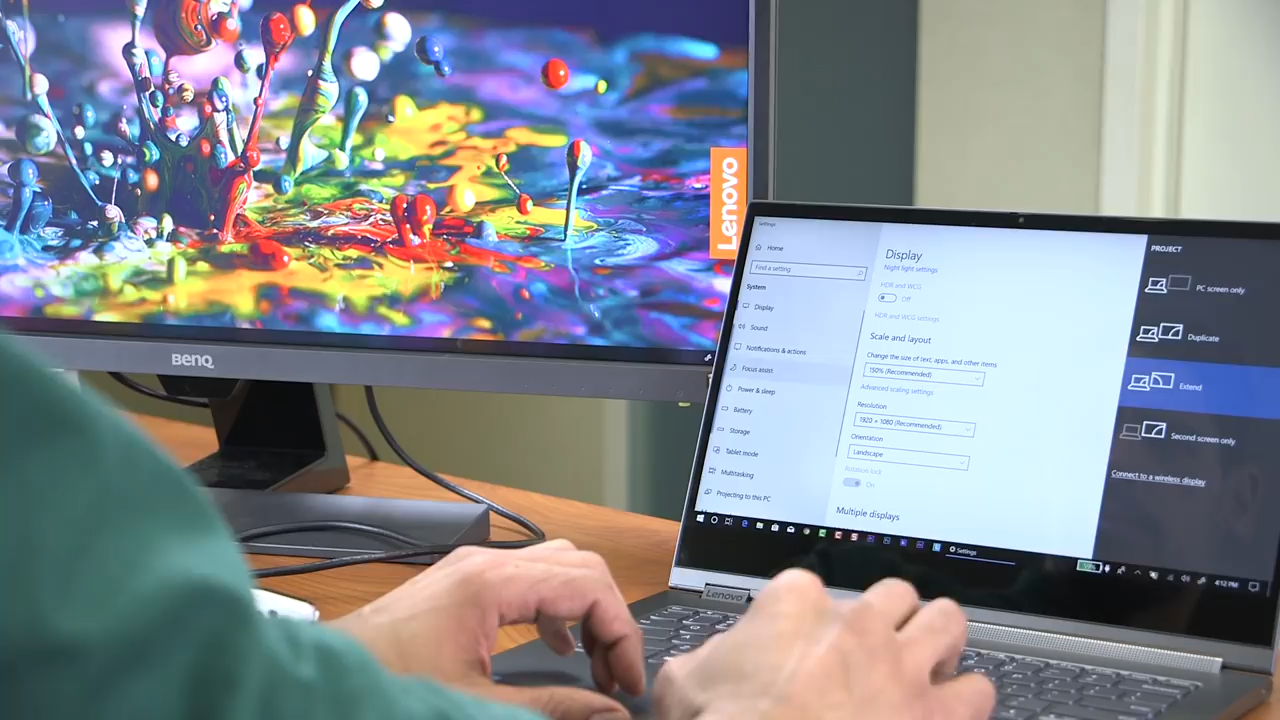 Lenovo
BenQ
settings
Home
Find a setting
System
Display
Sound
Notifications & actions
Focus assist
Power & sleep
Battery
Storage
Tablet mode
Multitasking
Projecting to this PC
Display
Night light settings
HDR and WCG
Off
HDR and WCG settings
Scale and layout
Change the size of text, apps, and other items
150% (Recommended)
Advanced scaling settings
Resolution
1920 × 1080 (Recommended)
Orientation
Landscape
Rotation lock
On
Multiple displays
PROJECT
PC screen only
Duplicate
Extend
Second screen only
Connect to a wireless display
Settings
4:12 PM
Lenovo